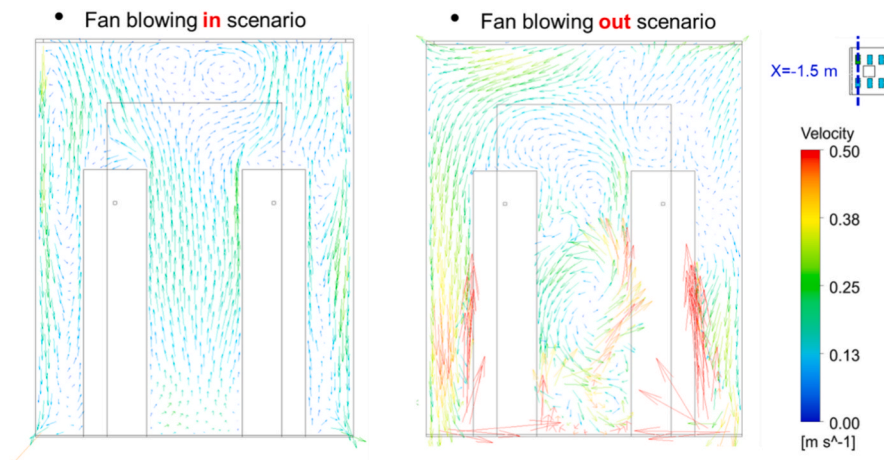 • Fan blowing in scenario
• Fan blowing out scenario
X=-1.5 m
Velocity
0.50
0.38
0.25
0.13
0.00
[m s^-1]